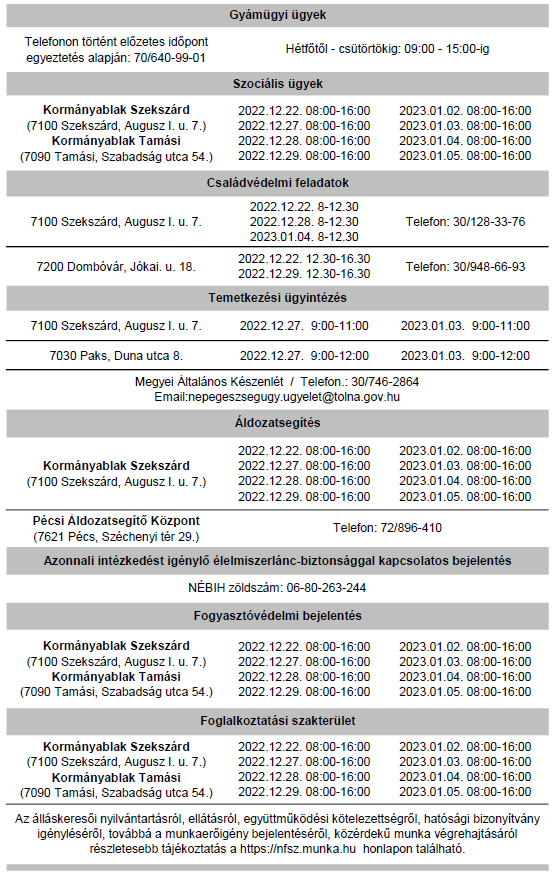 Gyámügyi ügyek
Telefonon történt előzetes időpont
egyeztetés alapján: 70/640-99-01
Hétfőtől - csütörtökig: 09:00 - 15:00-ig
Szociális ügyek
Kormányablak Szekszárd 2022.12.22. 08:00-16:00 2023.01.02. 08:00-16:00
(7100 Szekszárd, Augusz I. u. 7.) 2022.12.27. 08:00-16:00 2023.01.03. 08:00-16:00
Kormányablak Tamási 2022.12.28. 08:00-16:00 2023.01.04. 08:00-16:00
(7090 Tamási, Szabadság utca 54.) 2022.12.29. 08:00-16:00 2023.01.05. 08:00-16:00
Családvédelmi feladatok
2022.12.22. 8-12.30
7100 Szekszárd, Augusz I. u. 7. 2022.12.28. 8-12.30 Telefon: 30/128-33-76
2023.01.04. 8-12.30
7200 Dombóvár, Jókai. u. 18.
2022.12.22. 12.30-16.30
2022.12.29. 12.30-16.30
Telefon: 30/948-66-93
Temetkezési ügyintézés
7100 Szekszárd, Augusz I. u. 7. 2022.12.27. 9:00-11:00 2023.01.03. 9:00-11:00
7030 Paks, Duna utca 8. 2022.12.27. 9:00-12:00 2023.01.03. 9:00-12:00
Megyei Általános Készenlét / Telefon.: 30/746-2864
Email:nepegeszsegugy.ugyelet@tolna.gov.hu
Áldozatsegítés
2022.12.22. 08:00-16:00 2023.01.02. 08:00-16:00
Kormányablak Szekszárd 2022.12.27. 08:00-16:00 2023.01.03. 08:00-16:00
(7100 Szekszárd, Augusz I. u. 7.) 2022.12.28. 08:00-16:00 2023.01.04. 08:00-16:00
2022.12.29. 08:00-16:00 2023.01.05. 08:00-16:00
Pécsi Áldozatsegítő Központ
(7621 Pécs, Széchenyi tér 29.)
Telefon: 72/896-410
Azonnali intézkedést igénylő élelmiszerlánc-biztonsággal kapcsolatos bejelentés
NÉBIH zöldszám: 06-80-263-244
Fogyasztóvédelmi bejelentés
Kormányablak Szekszárd 2022.12.22. 08:00-16:00 2023.01.02. 08:00-16:00
(7100 Szekszárd, Augusz I. u. 7.) 2022.12.27. 08:00-16:00 2023.01.03. 08:00-16:00
Kormányablak Tamási 2022.12.28. 08:00-16:00 2023.01.04. 08:00-16:00
(7090 Tamási, Szabadság utca 54.) 2022.12.29. 08:00-16:00 2023.01.05. 08:00-16:00
Foglalkoztatási szakterület
Kormányablak Szekszárd 2022.12.22. 08:00-16:00 2023.01.02. 08:00-16:00
(7100 Szekszárd, Augusz I. u. 7.) 2022.12.27. 08:00-16:00 2023.01.03. 08:00-16:00
Kormányablak Tamási 2022.12.28. 08:00-16:00 2023.01.04. 08:00-16:00
(7090 Tamási, Szabadság utca 54.) 2022.12.29. 08:00-16:00 2023.01.05. 08:00-16:00
Az álláskeresői nyilvántartásról, ellátásról, együttműködési kötelezettségről, hatósági bizonyítvány
igényléséről, továbbá a munkaerőigény bejelentéséről, közérdekű munka végrehajtásáról
részletesebb tájékoztatás a https://nfsz.munka.hu honlapon található.